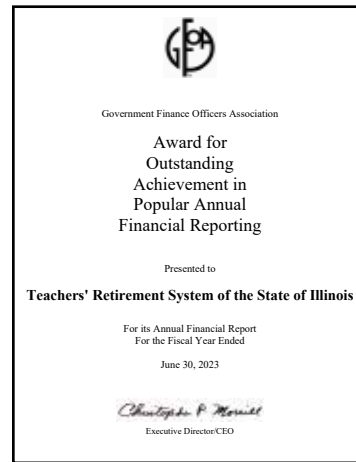 GFOA
Government Finance Officers Association
Award for
Outstanding
Achievement in
Popular Annual
Financial Reporting
Presented to
Teachers' Retirement System of the State of Illinois
For its Annual Financial Report
For the Fiscal Year Ended
June 30, 2023
Christopher P. Morrill
Executive Director/CEO